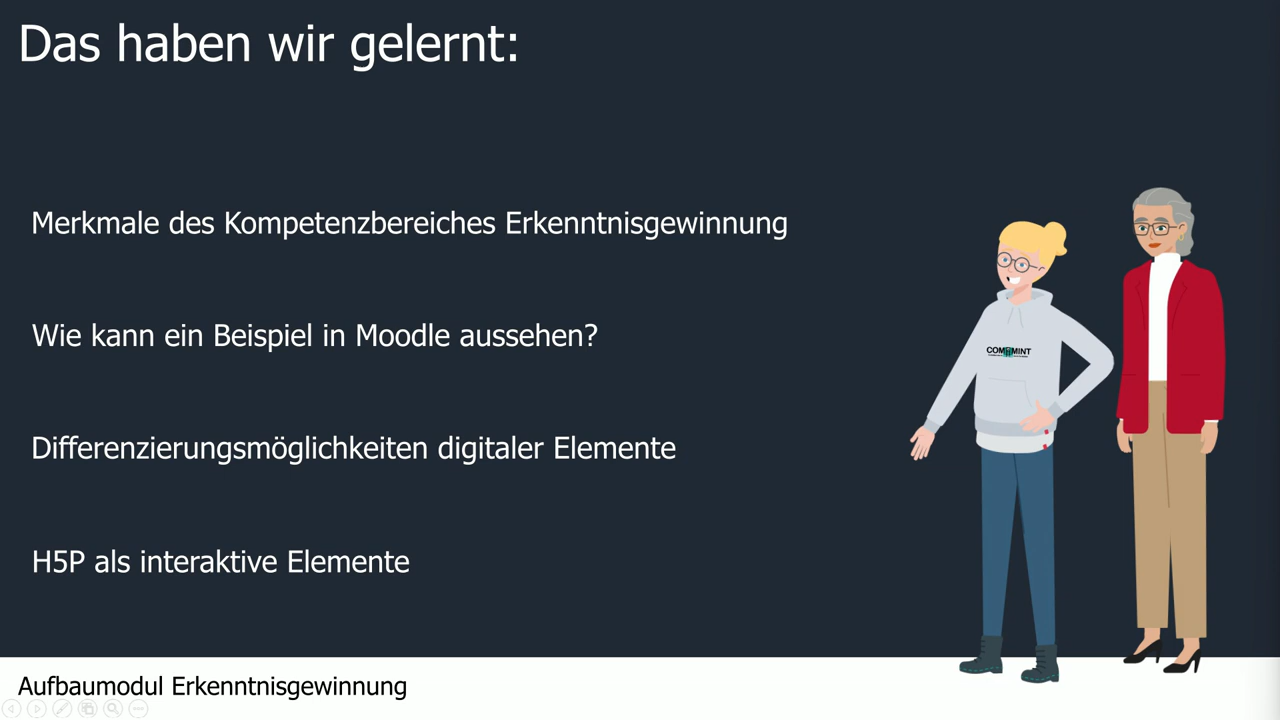 Das haben wir gelernt:
Merkmale des Kompetenzbereiches Erkenntnisgewinnung
Wie kann ein Beispiel in Moodle aussehen?
Differenzierungsmöglichkeiten digitaler Elemente
H5P als interaktive Elemente
Aufbaumodul Erkenntnisgewinnung